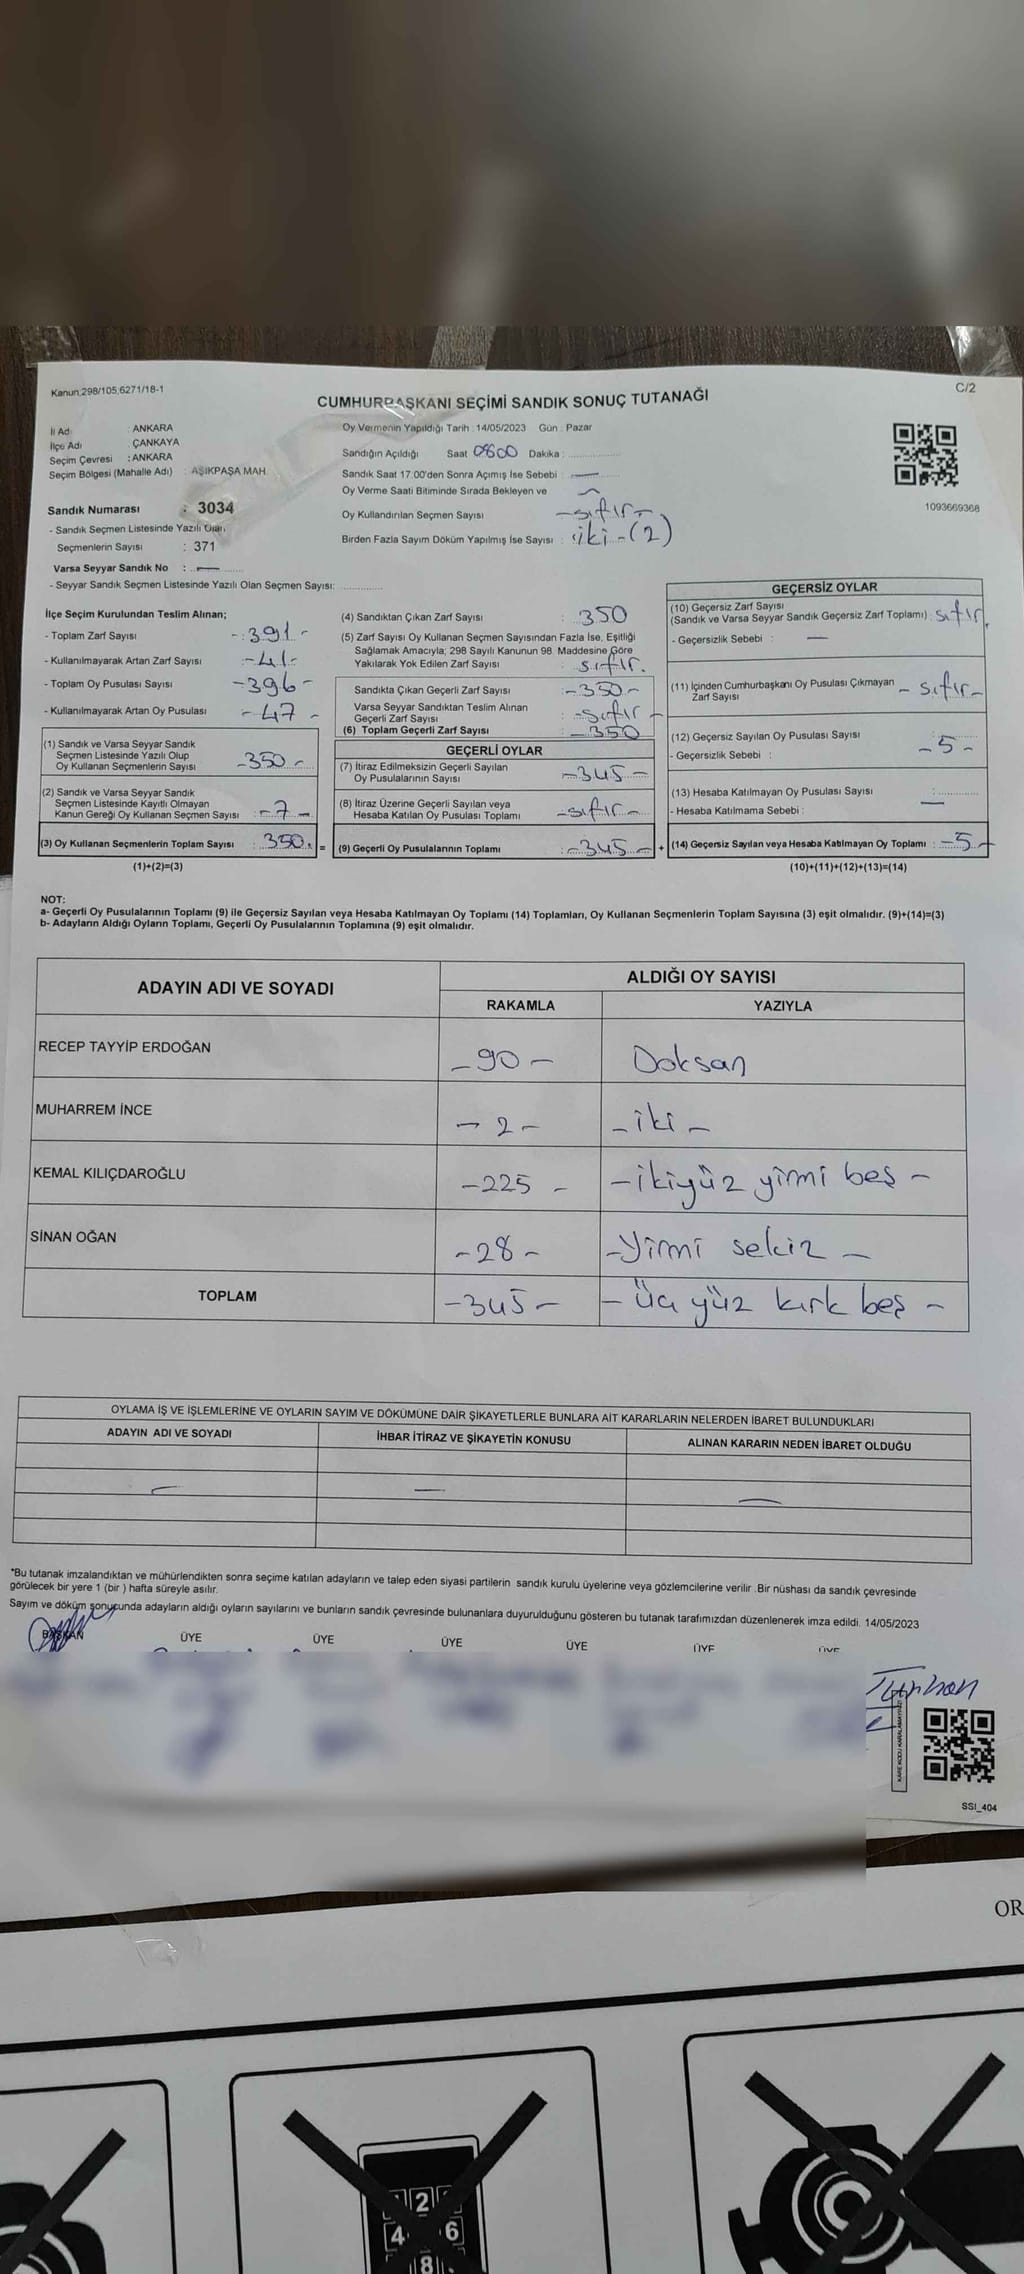 Kanun,298/105,6271/18-1
C/2
CUMHURBAŞKANI SEÇİMİ SANDIK SONUÇ TUTANAĞI
İl Adı : ANKARA
İlçe Adı : ÇANKAYA
Seçim Çevresi : ANKARA
Seçim Bölgesi (Mahalle Adı) : AŞIKPAŞA MAH.
Sandık Numarası : 3034
- Sandık Seçmen Listesinde Yazılı Olan
Seçmenlerin Sayısı : 371
Varsa Seyyar Sandık No : —
- Seyyar Sandık Seçmen Listesinde Yazılı Olan Seçmen Sayısı:
Oy Vermenin Yapıldığı Tarih : 14/05/2023 Gün : Pazar
Sandığın Açıldığı Saat 0800 Dakika :
Sandık Saat 17.00'den Sonra Açımış İse Sebebi : —
Oy Verme Saati Bitiminde Sırada Bekleyen ve
Oy Kullandırılan Seçmen Sayısı - sıfır -
Birden Fazla Sayım Döküm Yapılmış İse Sayısı : iki - (2)
1093669368
İlçe Seçim Kurulundan Teslim Alınan;
- Toplam Zarf Sayısı - 391 -
- Kullanılmayarak Artan Zarf Sayısı - 41 -
- Toplam Oy Pusulası Sayısı - 396 -
- Kullanılmayarak Artan Oy Pusulası - 47 -
(1) Sandık ve Varsa Seyyar Sandık
Seçmen Listesinde Yazılı Olup
Oy Kullanan Seçmenlerin Sayısı - 350 -
(2) Sandık ve Varsa Seyyar Sandık
Seçmen Listesinde Kayıtlı Olmayan
Kanun Gereği Oy Kullanan Seçmen Sayısı : - 7 -
(3) Oy Kullanan Seçmenlerin Toplam Sayısı : 350 =
(1)+(2)=(3)
(4) Sandıktan Çıkan Zarf Sayısı : 350
(5) Zarf Sayısı Oy Kullanan Seçmen Sayısından Fazla İse, Eşitliği
Sağlamak Amacıyla; 298 Sayılı Kanunun 98. Maddesine Göre
Yakılarak Yok Edilen Zarf Sayısı : sıfır.
Sandıkta Çıkan Geçerli Zarf Sayısı : - 350 -
Varsa Seyyar Sandıktan Teslim Alınan
Geçerli Zarf Sayısı : - sıfır -
(6) Toplam Geçerli Zarf Sayısı : - 350
GEÇERLİ OYLAR
(7) İtiraz Edilmeksizin Geçerli Sayılan
Oy Pusulalarının Sayısı : - 345 -
(8) İtiraz Üzerine Geçerli Sayılan veya
Hesaba Katılan Oy Pusulası Toplamı - sıfır -
(9) Geçerli Oy Pusulalarının Toplamı : - 345 - +
GEÇERSİZ OYLAR
(10) Geçersiz Zarf Sayısı
(Sandık ve Varsa Seyyar Sandık Geçersiz Zarf Toplamı) : sıfır.
- Geçersizlik Sebebi : —
(11) İçinden Cumhurbaşkanı Oy Pusulası Çıkmayan
Zarf Sayısı - sıfır -
(12) Geçersiz Sayılan Oy Pusulası Sayısı - 5 -
- Geçersizlik Sebebi :
(13) Hesaba Katılmayan Oy Pusulası Sayısı : —
- Hesaba Katılmama Sebebi :
(14) Geçersiz Sayılan veya Hesaba Katılmayan Oy Toplamı : - 5 -
(10)+(11)+(12)+(13)=(14)
NOT:
a- Geçerli Oy Pusulalarının Toplamı (9) ile Geçersiz Sayılan veya Hesaba Katılmayan Oy Toplamı (14) Toplamları, Oy Kullanan Seçmenlerin Toplam Sayısına (3) eşit olmalıdır. (9)+(14)=(3)
b- Adayların Aldığı Oyların Toplamı, Geçerli Oy Pusulalarının Toplamına (9) eşit olmalıdır.
ADAYIN ADI VE SOYADI ALDIĞI OY SAYISI
RAKAMLA YAZIYLA
RECEP TAYYİP ERDOĞAN - 90 - Doksan
MUHARREM İNCE - 2 - - iki -
KEMAL KILIÇDAROĞLU - 225 - - ikiyüz yirmi beş -
SİNAN OĞAN - 28 - - Yirmi sekiz -
TOPLAM - 345 - - Üç yüz kırk beş -
OYLAMA İŞ VE İŞLEMLERİNE VE OYLARIN SAYIM VE DÖKÜMÜNE DAİR ŞİKAYETLERLE BUNLARA AİT KARARLARIN NELERDEN İBARET BULUNDUKLARI
ADAYIN ADI VE SOYADI İHBAR İTİRAZ VE ŞİKAYETİN KONUSU ALINAN KARARIN NEDEN İBARET OLDUĞU
— — —
*Bu tutanak imzalandıktan ve mühürlendikten sonra seçime katılan adayların ve talep eden siyasi partilerin sandık kurulu üyelerine veya gözlemcilerine verilir .Bir nüshası da sandık çevresinde
görülecek bir yere 1 (bir ) hafta süreyle asılır.
Sayım ve döküm sonucunda adayların aldığı oyların sayılarını ve bunların sandık çevresinde bulunanlara duyurulduğunu gösteren bu tutanak tarafımızdan düzenlenerek imza edildi. 14/05/2023
BAŞKAN ÜYE ÜYE ÜYE ÜYE ÜYE ÜYE
Turhan
KARE KODU KARALAMAYINIZ
SSI_404
OR
2
4 6
8